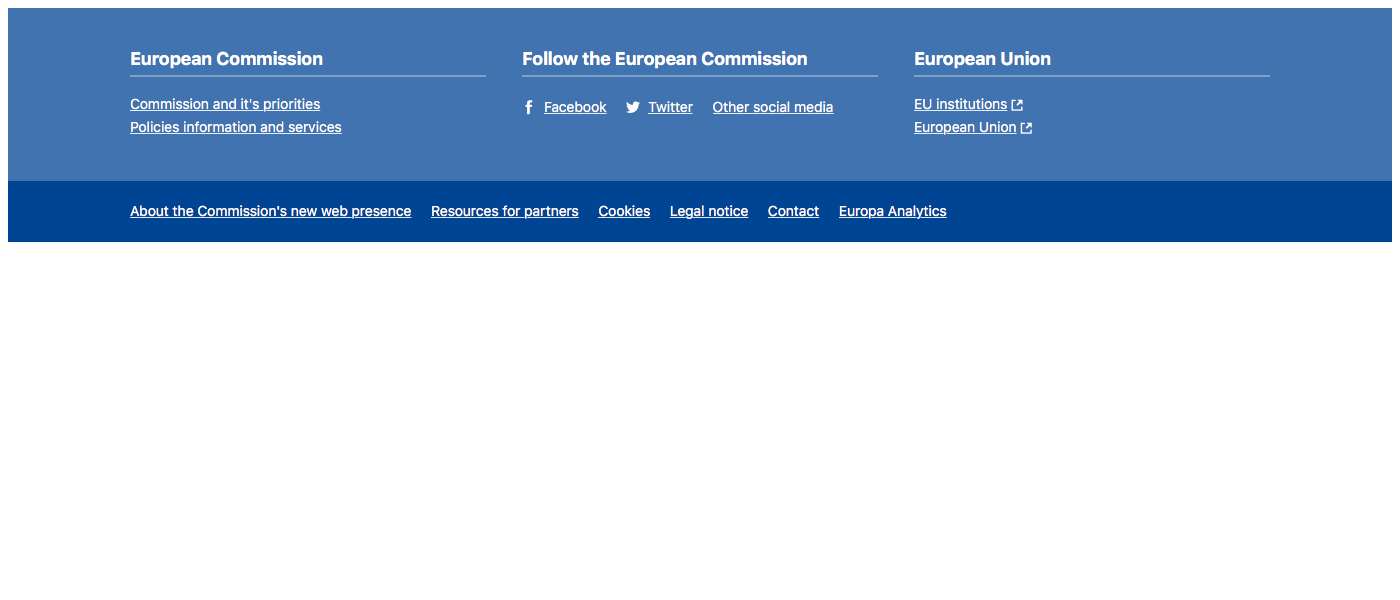 European Commission
Commission and it's priorities
Policies information and services
Follow the European Commission
Facebook Twitter Other social media
European Union
EU institutions
European Union
About the Commission's new web presence Resources for partners Cookies Legal notice Contact Europa Analytics